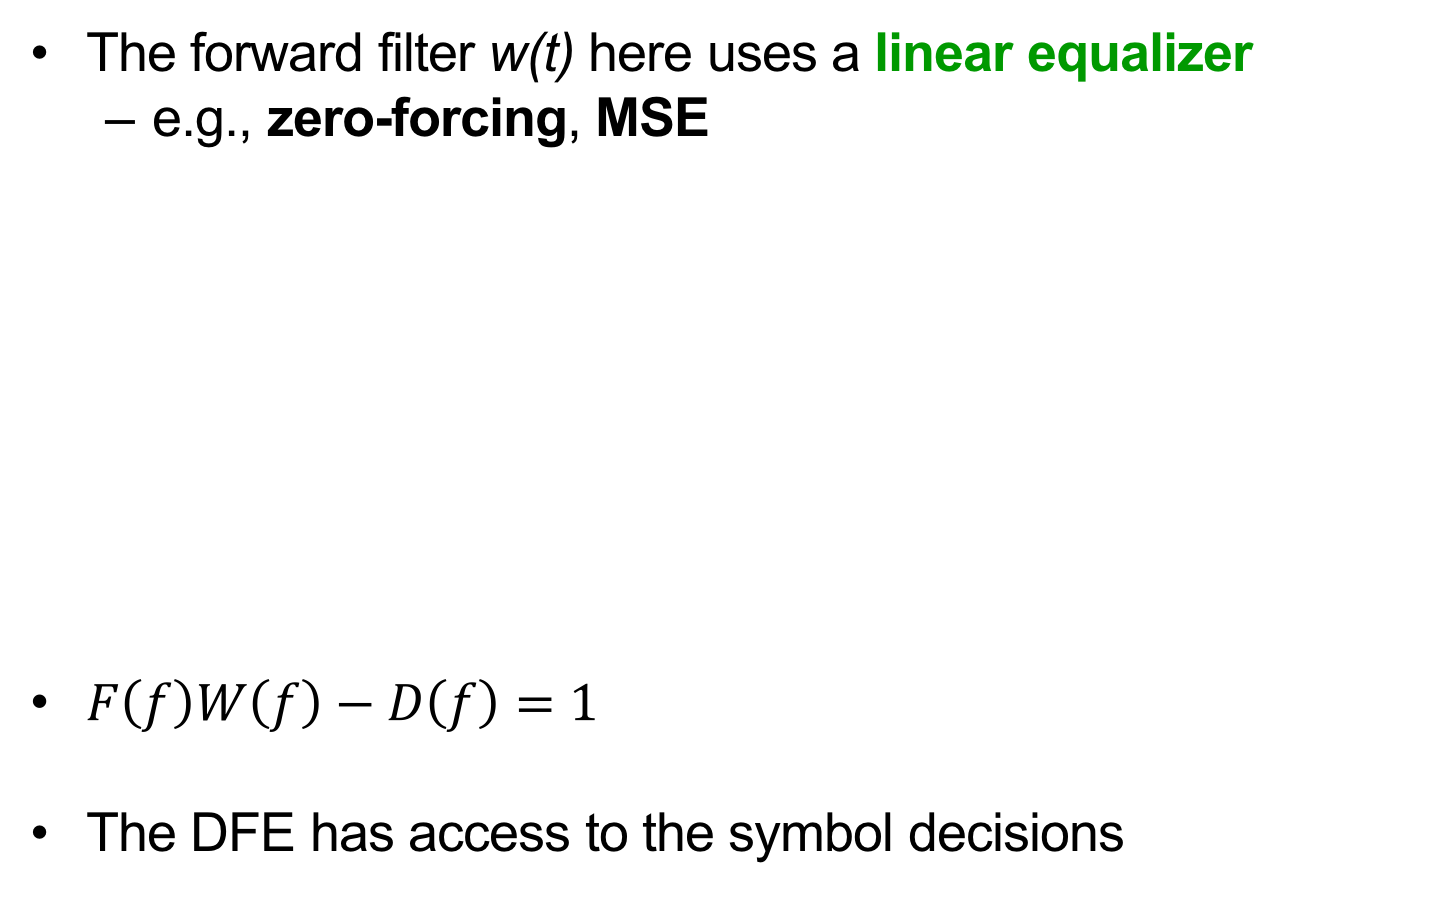 • The forward filter w(t) here uses a linear equalizer
– e.g., zero-forcing, MSE
• F(f)W(f) − D(f) = 1
• The DFE has access to the symbol decisions